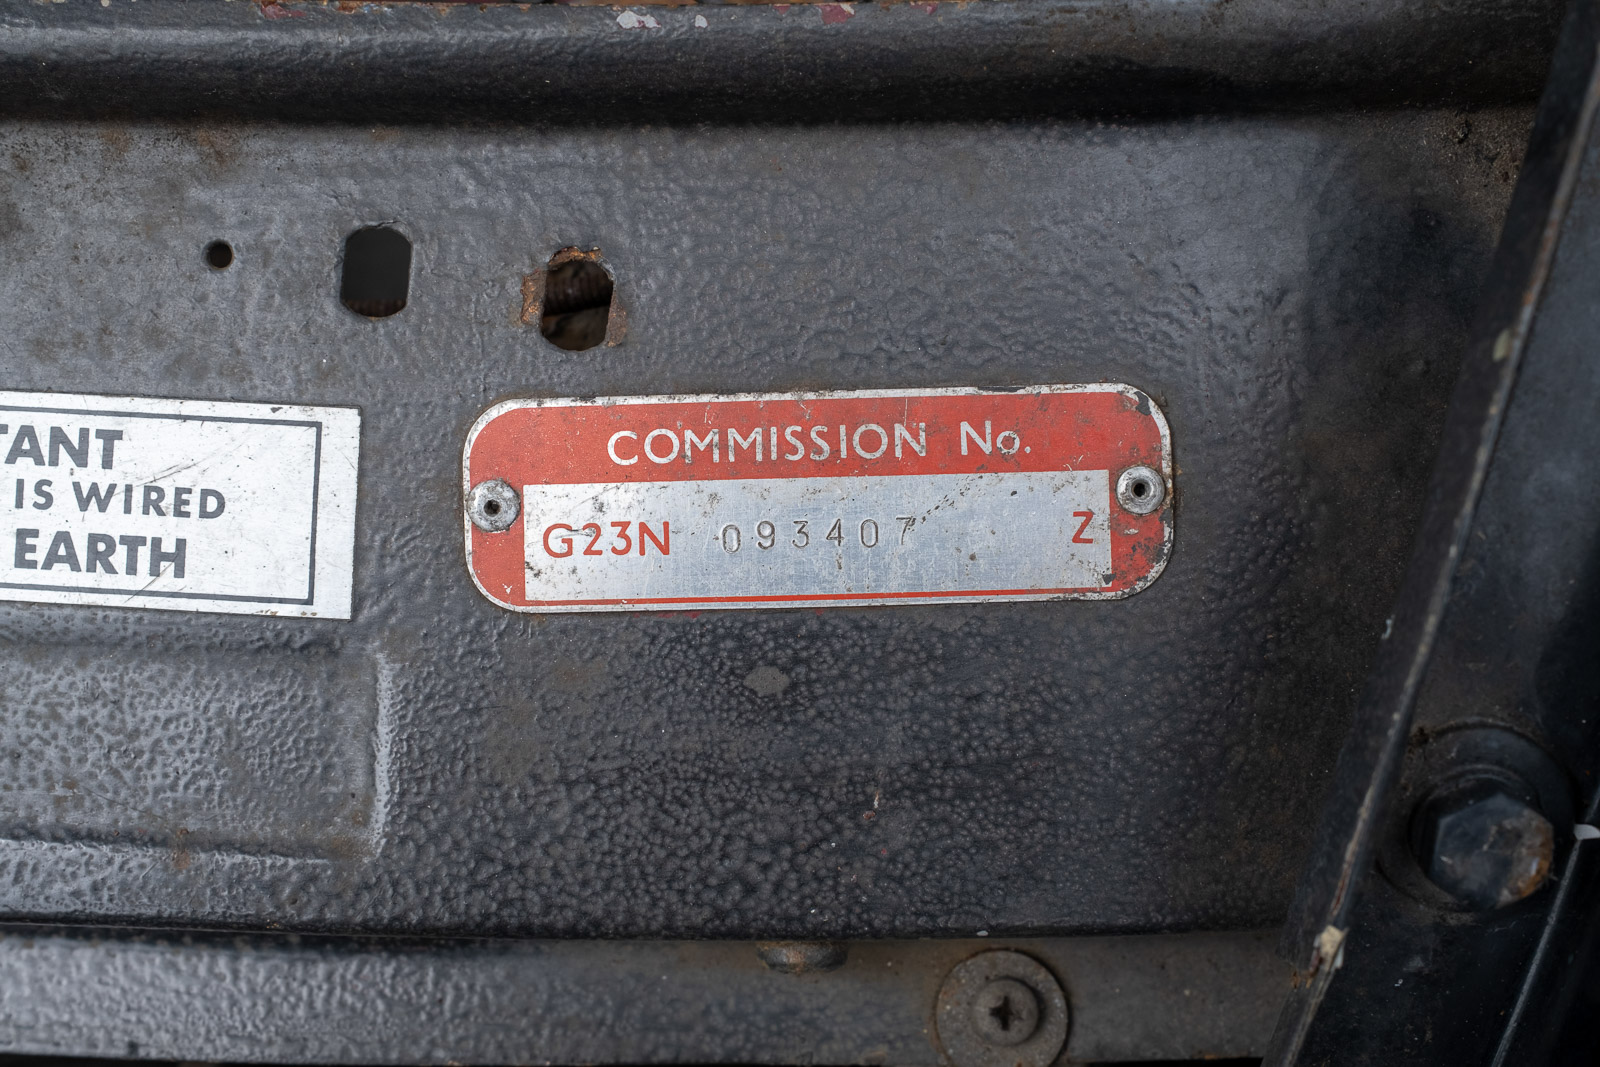 TANT
IS WIRED
EARTH
COMMISSION No.
G23N 093407 Z